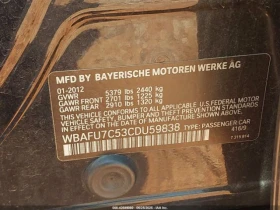 MFD BY BAYERISCHE MOTOREN WERKE AG
01-2012
GVWR 5379 lbs 2440 kg
GAWR FRONT 2701 lbs 1225 kg
GAWR REAR 2910 lbs 1320 kg
THIS VEHICLE CONFORMS TO ALL APPLICABLE U.S. FEDERAL MOTOR
VEHICLE SAFETY, BUMPER, AND THEFT PREVENTION STANDARDS IN
EFFECT ON THE DATE OF MANUFACTURE SHOWN ABOVE.
WBAFU7C53CDU59838 TYPE: PASSENGER CAR
416/9